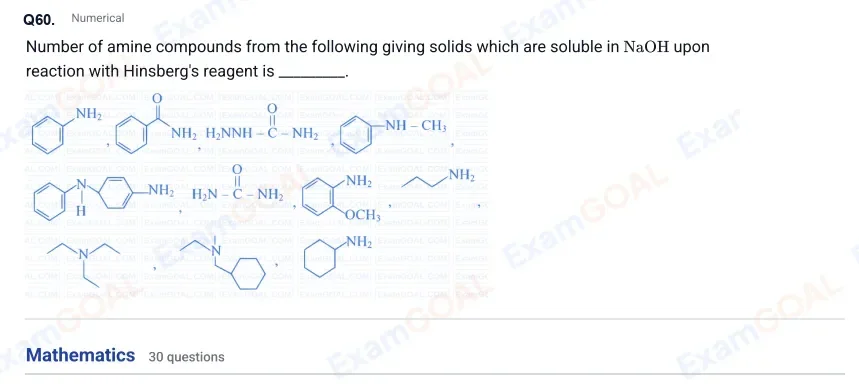 Q60. Numerical
Number of amine compounds from the following giving solids which are soluble in NaOH upon
reaction with Hinsberg's reagent is ________.
NH₂ , O NH₂ , H₂NNH – C – NH₂ , O NH – CH₃ ,
N H NH₂ , H₂N – C – NH₂ , O NH₂ OCH₃ , NH₂ ,
N , N , NH₂
Mathematics 30 questions
ExamGOAL